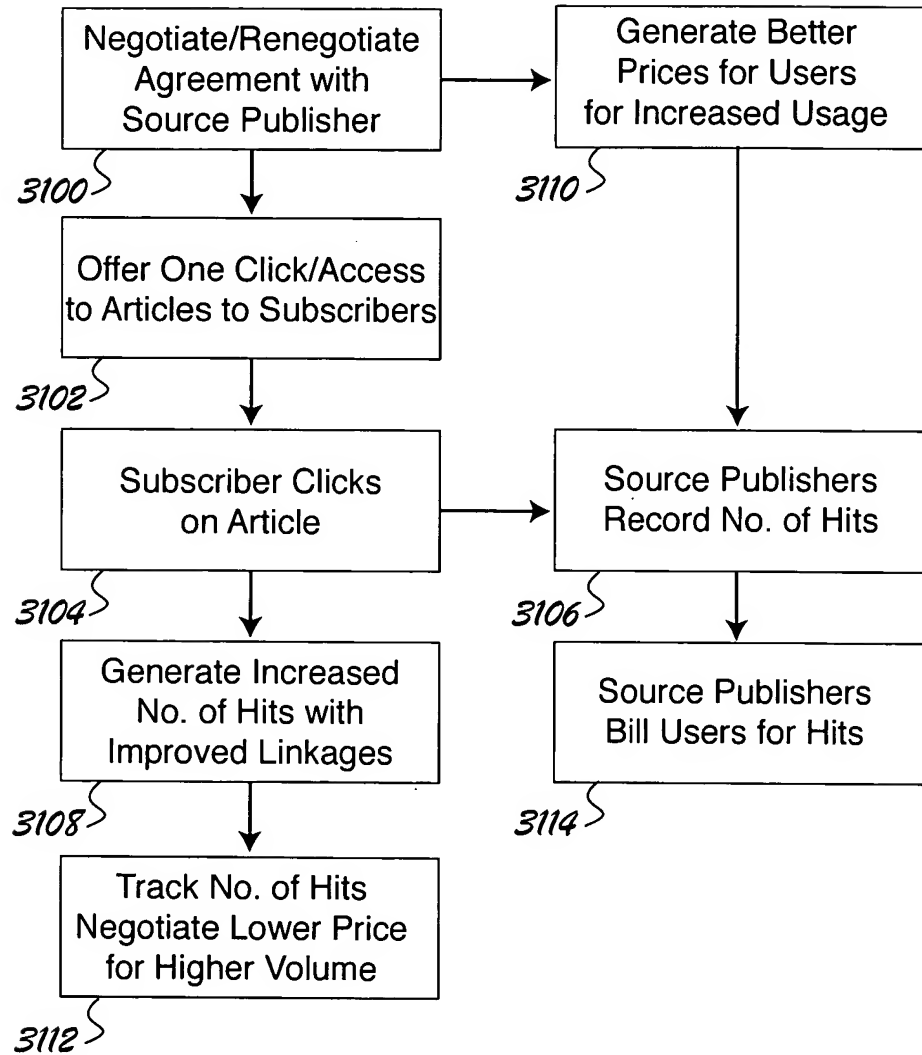 Negotiate/Renegotiate
Agreement with
Source Publisher
3100
Generate Better
Prices for Users
for Increased Usage
3110
Offer One Click/Access
to Articles to Subscribers
3102
Subscriber Clicks
on Article
3104
Source Publishers
Record No. of Hits
3106
Generate Increased
No. of Hits with
Improved Linkages
3108
Source Publishers
Bill Users for Hits
3114
Track No. of Hits
Negotiate Lower Price
for Higher Volume
3112